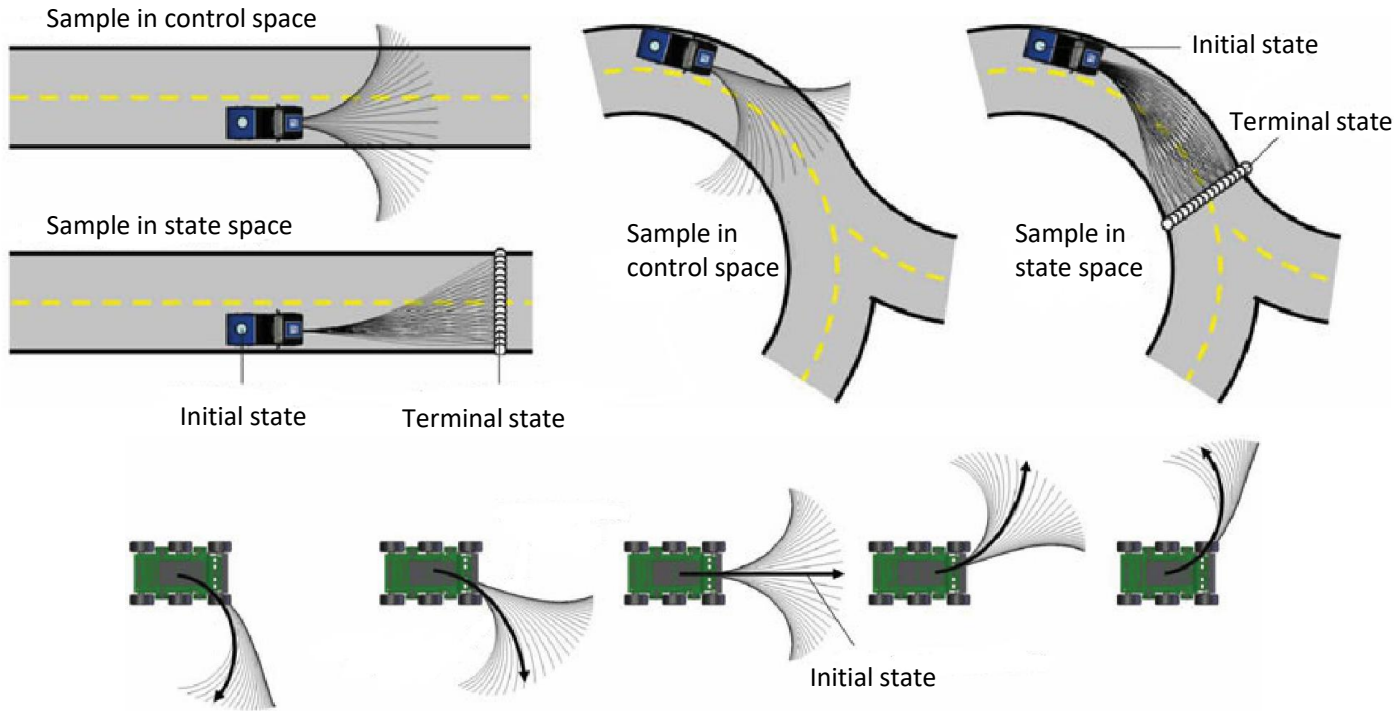 Sample in control space
Initial state
Terminal state
Sample in state space
Sample in
control space
Sample in
state space
Initial state
Terminal state
Initial state